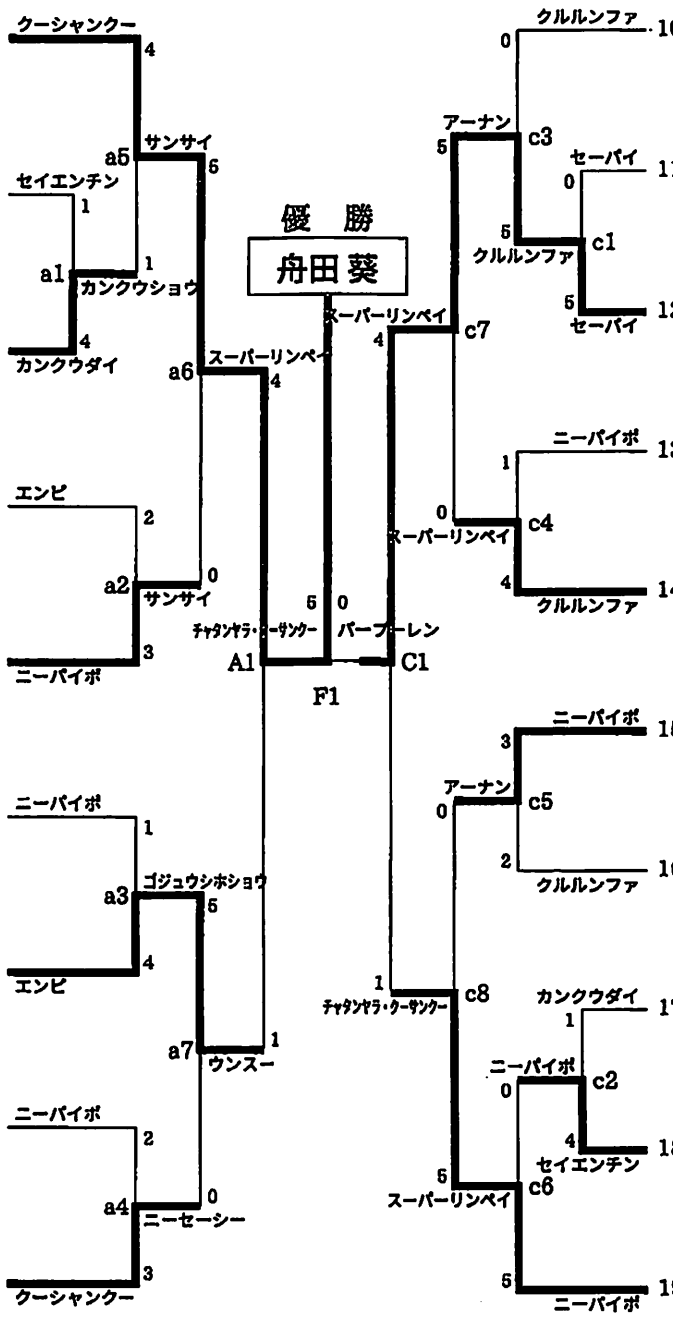 クーシャンクー
4
サンサイ
a5
5
セイエンチン
1
a1
1
カンクウショウ
4
カンクウダイ
a6
スーパーリンペイ
4
エンピ
2
a2
0
サンサイ
3
ニーパイポ
優 勝
舟田 葵
5 0
チャタンヤラ・クーサンクー
パープーレン
A1
C1
F1
ニーパイポ
1
ゴジュウシホショウ
a3
5
4
エンピ
a7
1
ウンスー
ニーパイポ
2
a4
0
ニーセーシー
3
クーシャンクー
クルルンファ
0
アーナン
c3
5
セーパイ
11
0
5
c1
クルルンファ
5
12
セーパイ
スーパーリンペイ
4
c7
ニーパイポ
13
1
0
c4
スーパーリンペイ
4
14
クルルンファ
ニーパイポ
15
3
アーナン
0
c5
2
クルルンファ
1
c8
チャタンヤラ・クーサンクー
カンクウダイ
17
1
ニーパイポ
0
c2
4
18
セイエンチン
5
c6
スーパーリンペイ
5
19
ニーパイポ